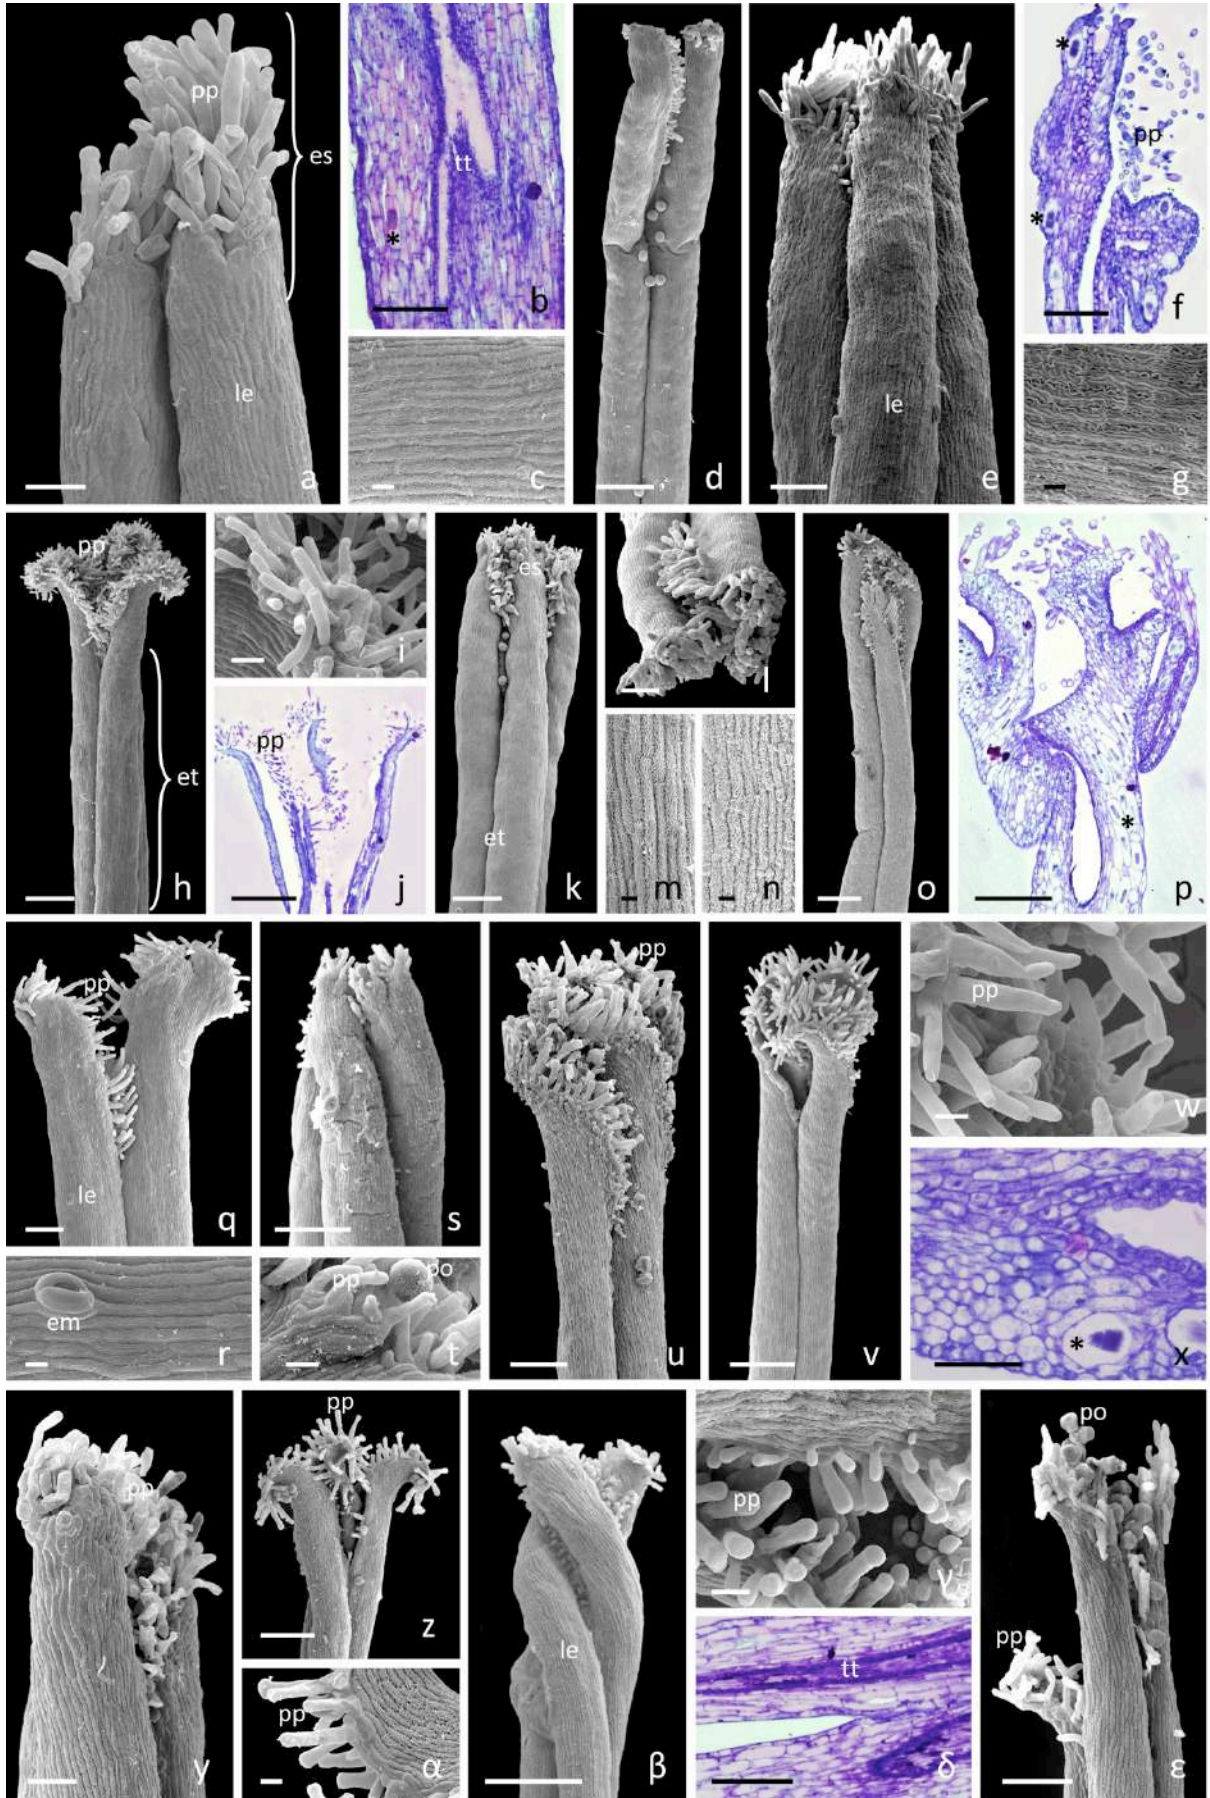 pp
es
le
a
tt
*
b
c
d
le
e
*
pp
*
f
g
pp
et
h
i
pp
j
es
et
k
l
m
n
o
*
p
pp
le
q
em
r
s
pp
po
t
pp
u
v
pp
w
*
x
pp
y
pp
z
pp
α
le
β
pp
γ
tt
δ
po
pp
ε